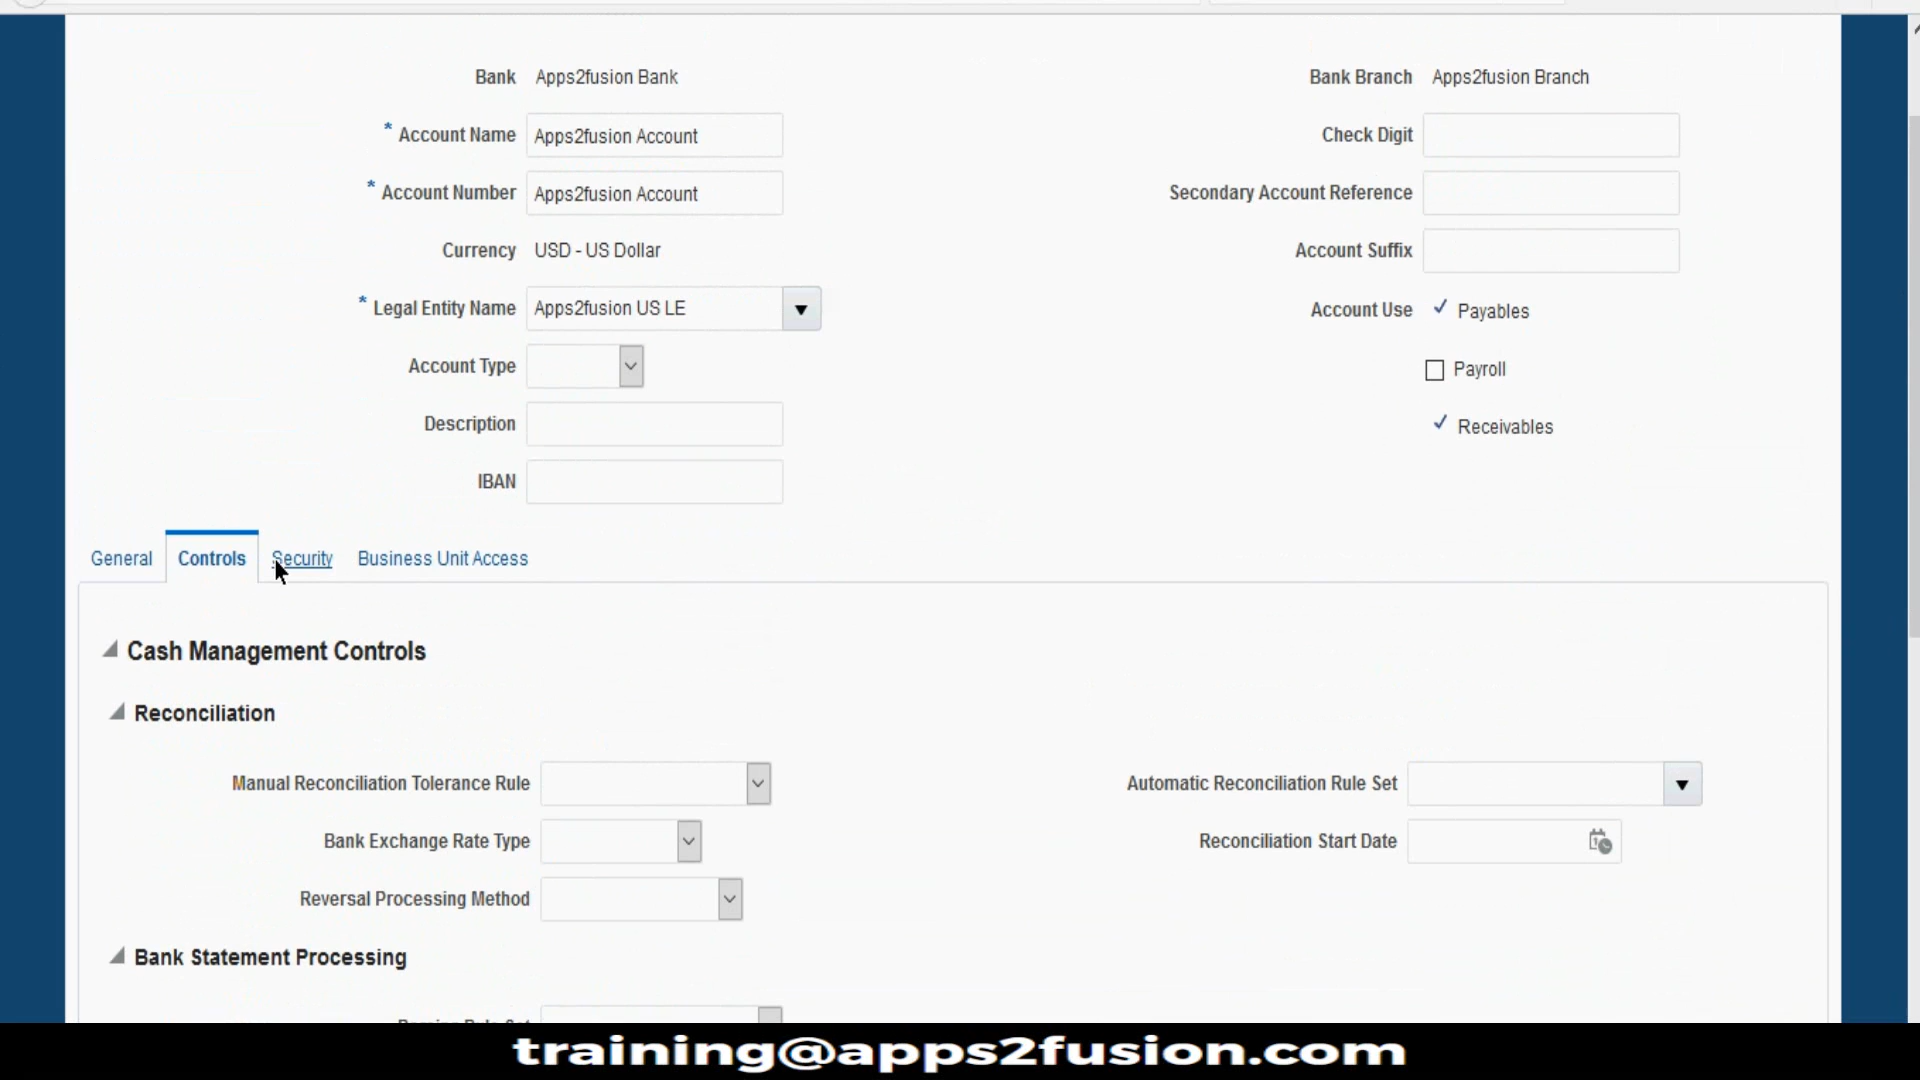 Bank Apps2fusion Bank Bank Branch Apps2fusion Branch
* Account Name Apps2fusion Account Check Digit
* Account Number Apps2fusion Account Secondary Account Reference
Currency USD - US Dollar Account Suffix
* Legal Entity Name Apps2fusion US LE Account Use Payables
Account Type Payroll
Description Receivables
IBAN
General Controls Security Business Unit Access
Cash Management Controls
Reconciliation
Manual Reconciliation Tolerance Rule Automatic Reconciliation Rule Set
Bank Exchange Rate Type Reconciliation Start Date
Reversal Processing Method
Bank Statement Processing
training@apps2fusion.com